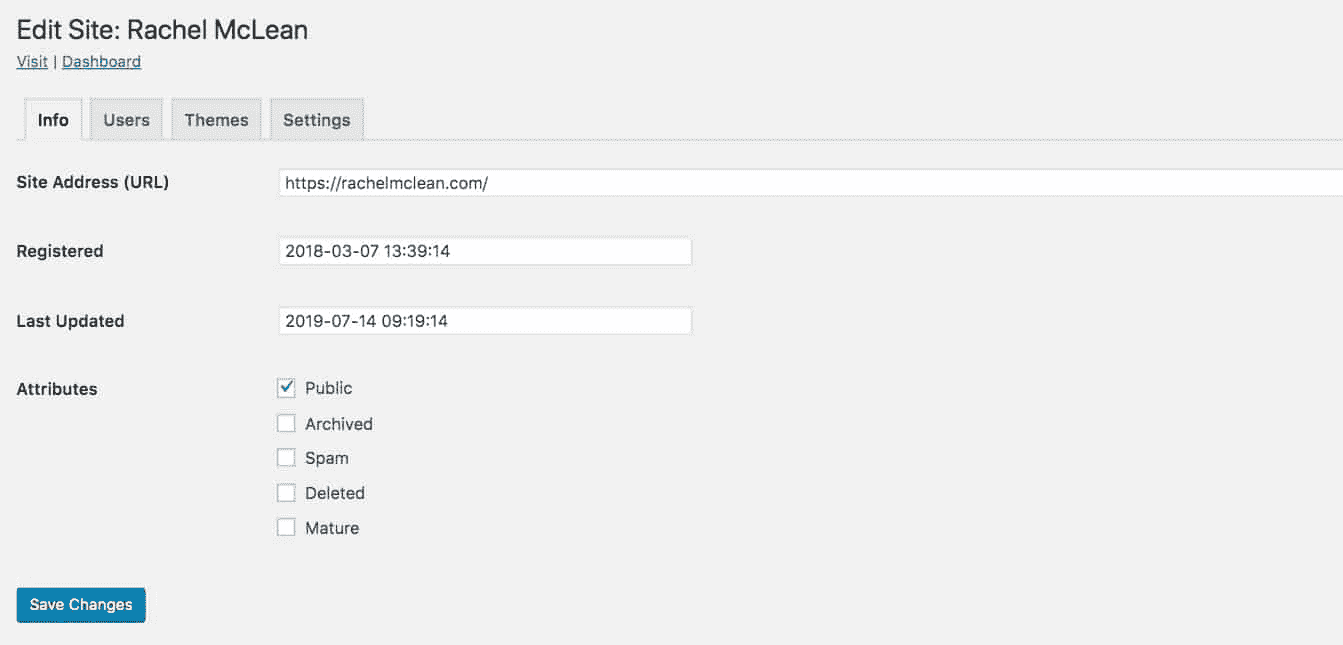 Edit Site: Rachel McLean
Visit | Dashboard
Info Users Themes Settings
Site Address (URL) https://rachelmclean.com/
Registered 2018-03-07 13:39:14
Last Updated 2019-07-14 09:19:14
Attributes Public
Archived
Spam
Deleted
Mature
Save Changes